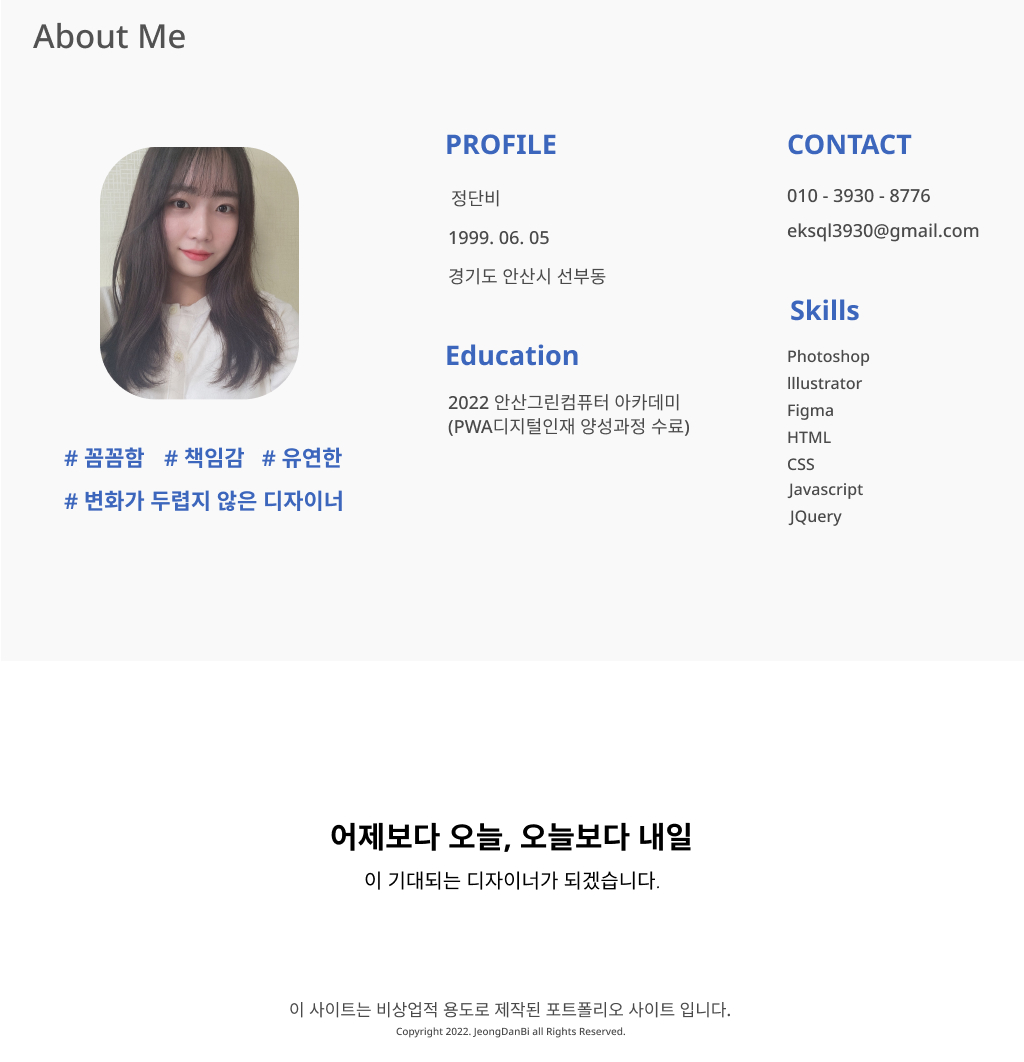 About Me
# 꼼꼼함 # 책임감 # 유연한
# 변화가 두렵지 않은 디자이너
PROFILE
정단비
1999. 06. 05
경기도 안산시 선부동
Education
2022 안산그린컴퓨터 아카데미
(PWA디지털인재 양성과정 수료)
CONTACT
010 - 3930 - 8776
eksql3930@gmail.com
Skills
Photoshop
lllustrator
Figma
HTML
CSS
Javascript
JQuery
어제보다 오늘, 오늘보다 내일
이 기대되는 디자이너가 되겠습니다.
이 사이트는 비상업적 용도로 제작된 포트폴리오 사이트 입니다.
Copyright 2022. JeongDanBi all Rights Reserved.